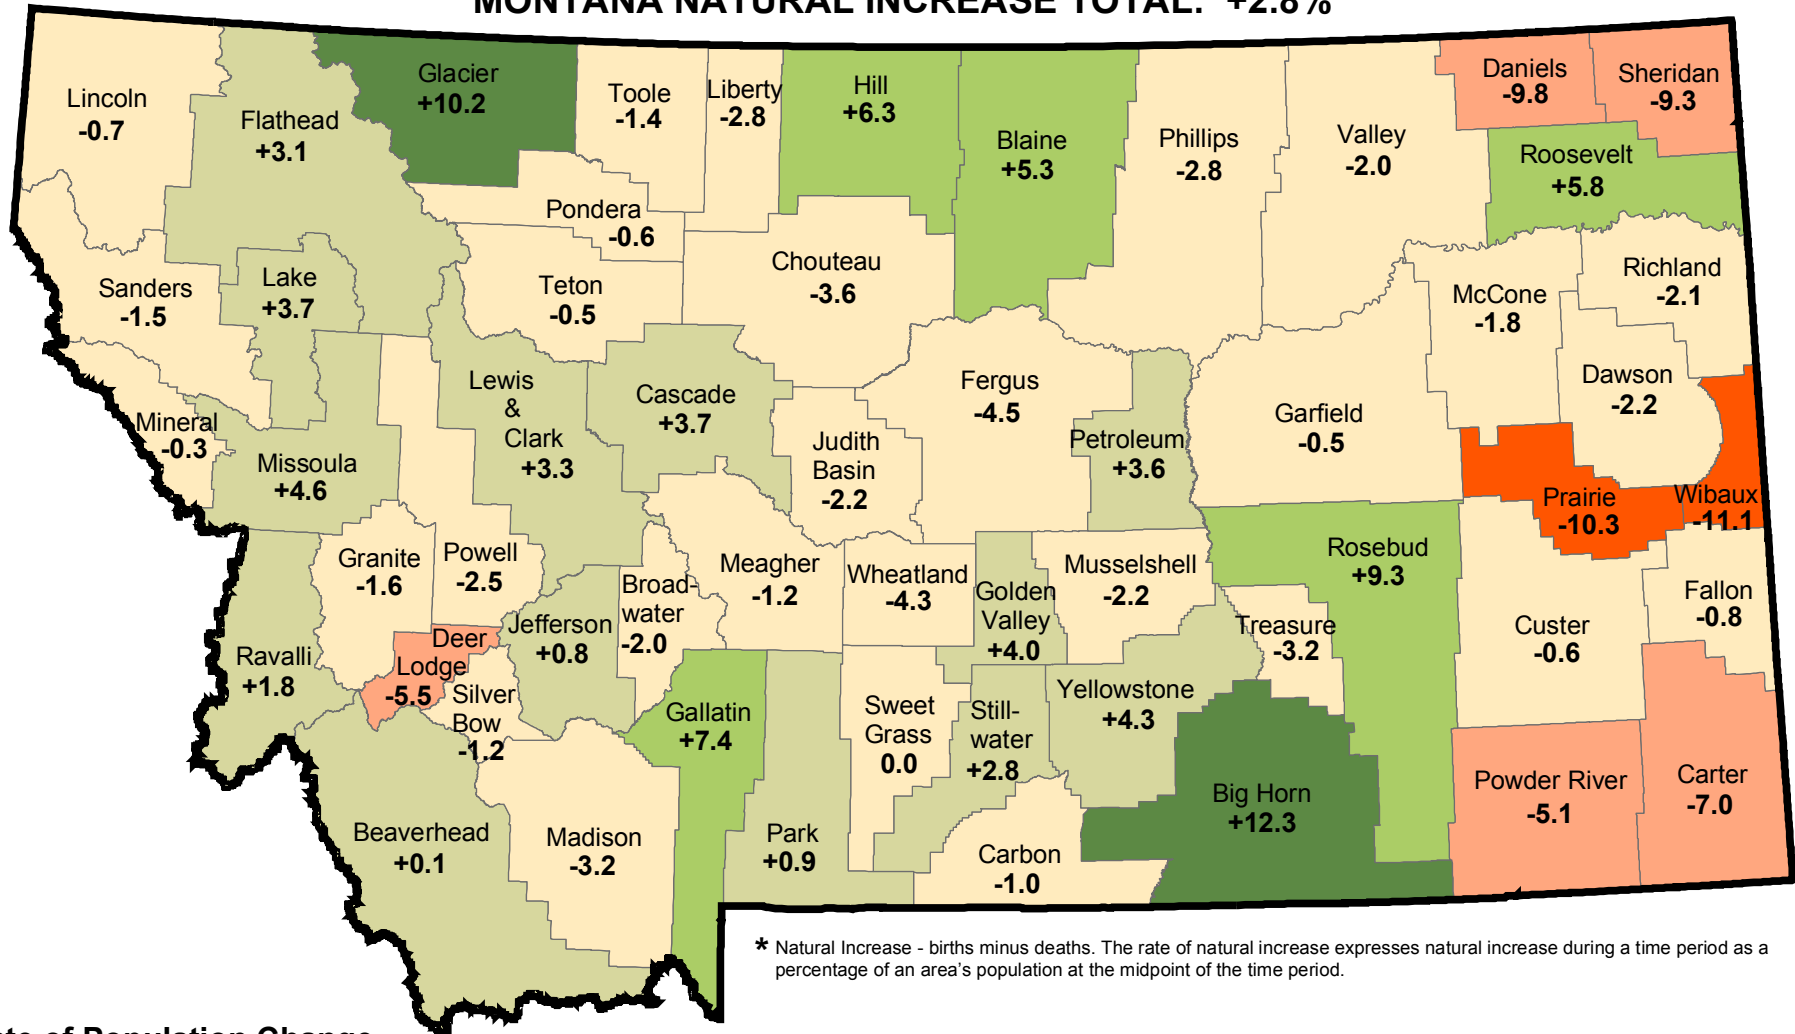 MONTANA NATURAL INCREASE TOTAL: +2.8%
Lincoln
-0.7
Flathead
+3.1
Glacier
+10.2
Toole
-1.4
Liberty
-2.8
Hill
+6.3
Blaine
+5.3
Phillips
-2.8
Valley
-2.0
Daniels
-9.8
Sheridan
-9.3
Roosevelt
+5.8
Pondera
-0.6
Sanders
-1.5
Lake
+3.7
Teton
-0.5
Chouteau
-3.6
McCone
-1.8
Richland
-2.1
Mineral
-0.3
Missoula
+4.6
Lewis
&
Clark
+3.3
Cascade
+3.7
Judith
Basin
-2.2
Fergus
-4.5
Petroleum
+3.6
Garfield
-0.5
Dawson
-2.2
Prairie
-10.3
Wibaux
-11.1
Granite
-1.6
Powell
-2.5
Broad-
water
-2.0
Meagher
-1.2
Wheatland
-4.3
Golden
Valley
+4.0
Musselshell
-2.2
Rosebud
+9.3
Treasure
-3.2
Custer
-0.6
Fallon
-0.8
Ravalli
+1.8
Deer
Lodge
-5.5
Jefferson
+0.8
Silver
Bow
-1.2
Gallatin
+7.4
Sweet
Grass
0.0
Still-
water
+2.8
Yellowstone
+4.3
Big Horn
+12.3
Powder River
-5.1
Carter
-7.0
Beaverhead
+0.1
Madison
-3.2
Park
+0.9
Carbon
-1.0
* Natural Increase - births minus deaths. The rate of natural increase expresses natural increase during a time period as a
percentage of an area's population at the midpoint of the time period.
of Population Change